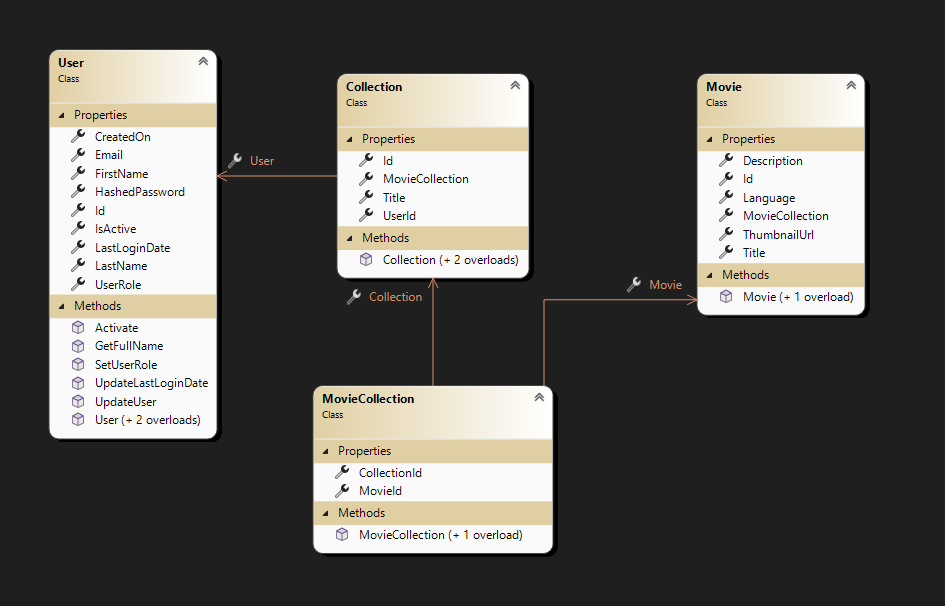 User
Class
Properties
CreatedOn
Email
FirstName
HashedPassword
Id
IsActive
LastLoginDate
LastName
UserRole
Methods
Activate
GetFullName
SetUserRole
UpdateLastLoginDate
UpdateUser
User (+ 2 overloads)
User
Collection
Class
Properties
Id
MovieCollection
Title
UserId
Methods
Collection (+ 2 overloads)
Collection
Movie
Movie
Class
Properties
Description
Id
Language
MovieCollection
ThumbnailUrl
Title
Methods
Movie (+ 1 overload)
MovieCollection
Class
Properties
CollectionId
MovieId
Methods
MovieCollection (+ 1 overload)